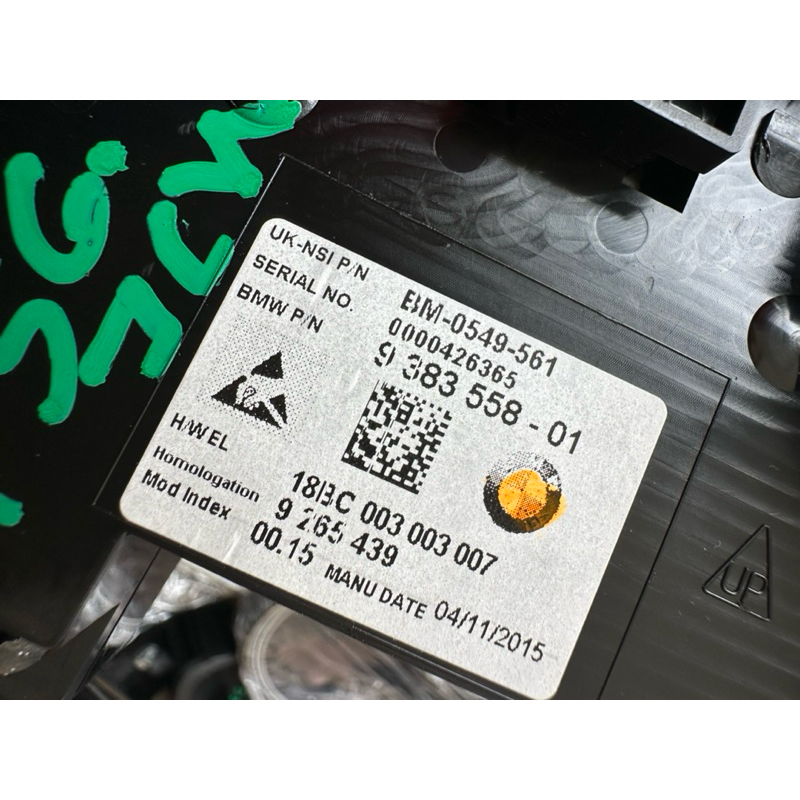 UK-NSI P/N BM-0549-561
SERIAL NO. 0000426365
BMW P/N 9 383 558 - 01
H/W EL 18BC 003 003 007
Homologation 9 265 439
Mod Index 00.15
MANU DATE 04/11/2015
UP